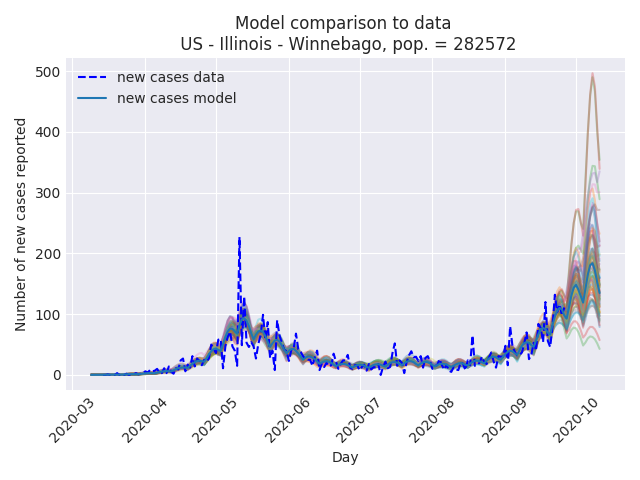 Model comparison to data
US - Illinois - Winnebago, pop. = 282572
new cases data
new cases model
Number of new cases reported
500
400
300
200
100
0
2020-03
2020-04
2020-05
2020-06
2020-07
2020-08
2020-09
2020-10
Day